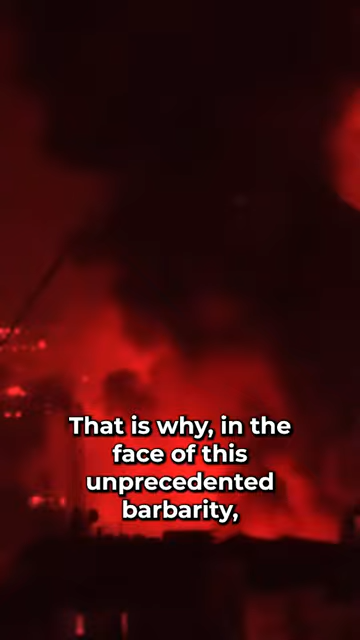 That is why, in the
face of this
unprecedented
barbarity,